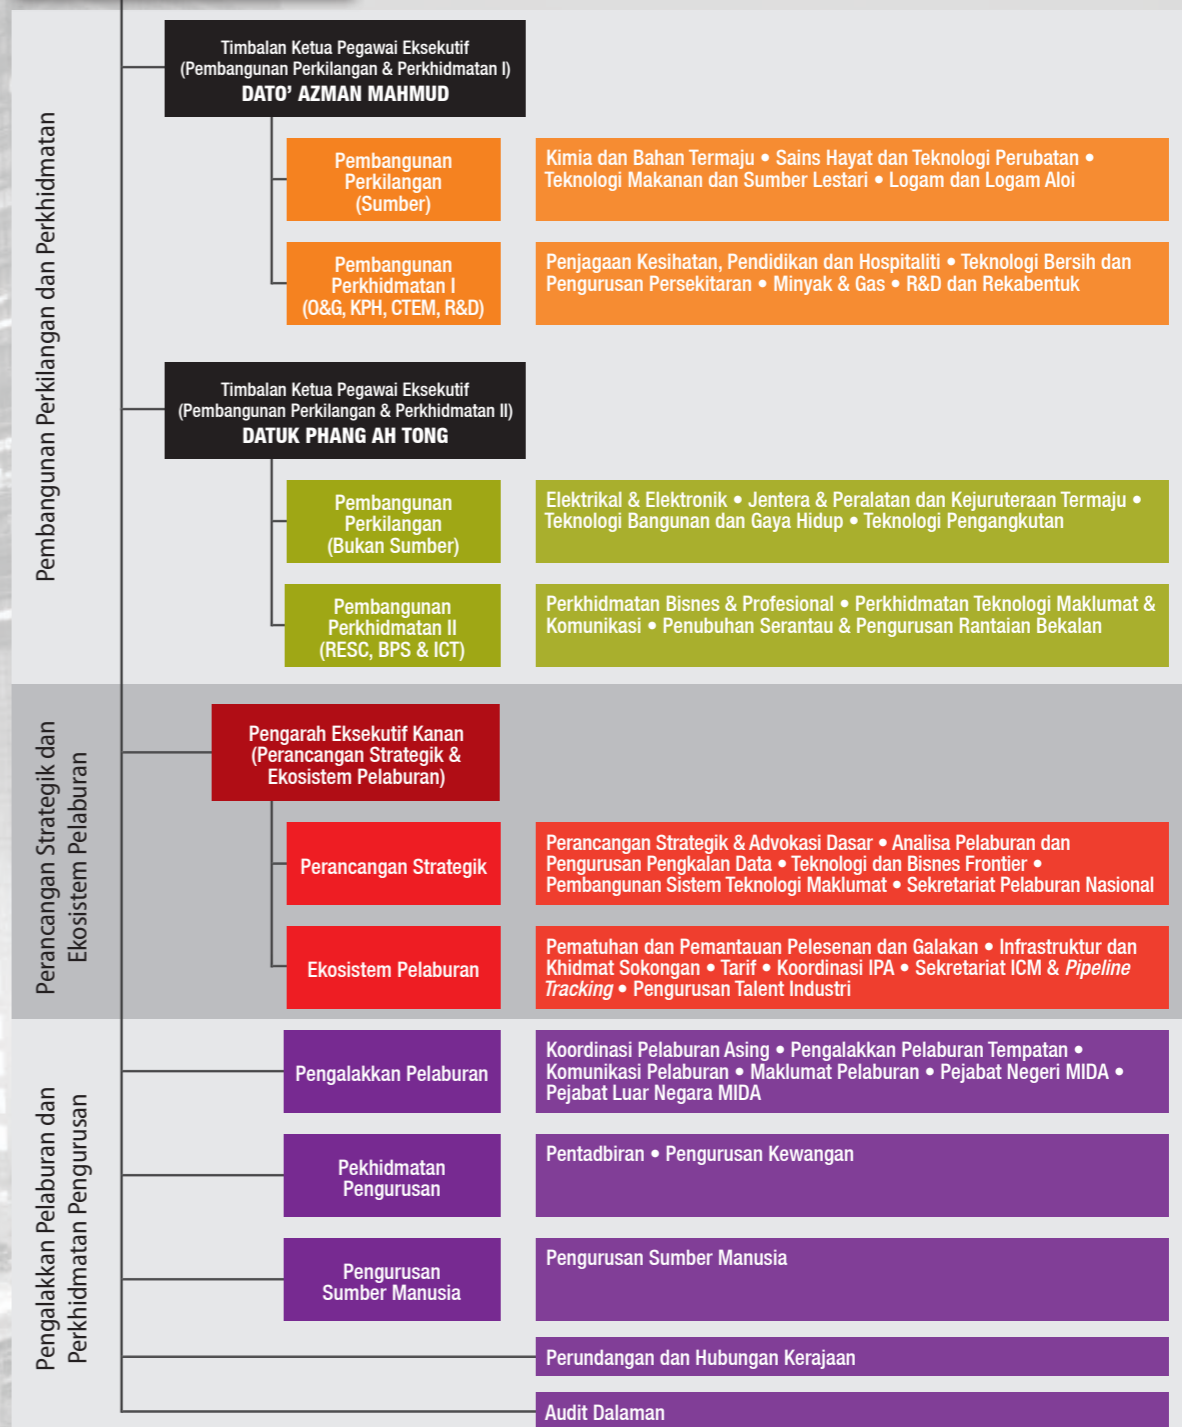 Pembangunan Perkilangan dan Perkhidmatan
Timbalan Ketua Pegawai Eksekutif
(Pembangunan Perkilangan & Perkhidmatan I)
DATO' AZMAN MAHMUD
Pembangunan
Perkilangan
(Sumber)
Kimia dan Bahan Termaju • Sains Hayat dan Teknologi Perubatan •
Teknologi Makanan dan Sumber Lestari • Logam dan Logam Aloi
Pembangunan
Perkhidmatan I
(O&G, KPH, CTEM, R&D)
Penjagaan Kesihatan, Pendidikan dan Hospitaliti • Teknologi Bersih dan
Pengurusan Persekitaran • Minyak & Gas • R&D dan Rekabentuk
Timbalan Ketua Pegawai Eksekutif
(Pembangunan Perkilangan & Perkhidmatan II)
DATUK PHANG AH TONG
Pembangunan
Perkilangan
(Bukan Sumber)
Elektrikal & Elektronik • Jentera & Peralatan dan Kejuruteraan Termaju •
Teknologi Bangunan dan Gaya Hidup • Teknologi Pengangkutan
Pembangunan
Perkhidmatan II
(RESC, BPS & ICT)
Perkhidmatan Bisnes & Profesional • Perkhidmatan Teknologi Maklumat &
Komunikasi • Penubuhan Serantau & Pengurusan Rantaian Bekalan
Perancangan Strategik dan
Ekosistem Pelaburan
Pengarah Eksekutif Kanan
(Perancangan Strategik &
Ekosistem Pelaburan)
Perancangan Strategik
Perancangan Strategik & Advokasi Dasar • Analisa Pelaburan dan
Pengurusan Pengkalan Data • Teknologi dan Bisnes Frontier •
Pembangunan Sistem Teknologi Maklumat • Sekretariat Pelaburan Nasional
Ekosistem Pelaburan
Pematuhan dan Pemantauan Pelesenan dan Galakan • Infrastruktur dan
Khidmat Sokongan • Tarif • Koordinasi IPA • Sekretariat ICM & Pipeline
Tracking • Pengurusan Talent Industri
Pengalakkan Pelaburan dan
Perkhidmatan Pengurusan
Pengalakkan Pelaburan
Koordinasi Pelaburan Asing • Pengalakkan Pelaburan Tempatan •
Komunikasi Pelaburan • Maklumat Pelaburan • Pejabat Negeri MIDA •
Pejabat Luar Negara MIDA
Pekhidmatan
Pengurusan
Pentadbiran • Pengurusan Kewangan
Pengurusan
Sumber Manusia
Pengurusan Sumber Manusia
Perundangan dan Hubungan Kerajaan
Audit Dalaman